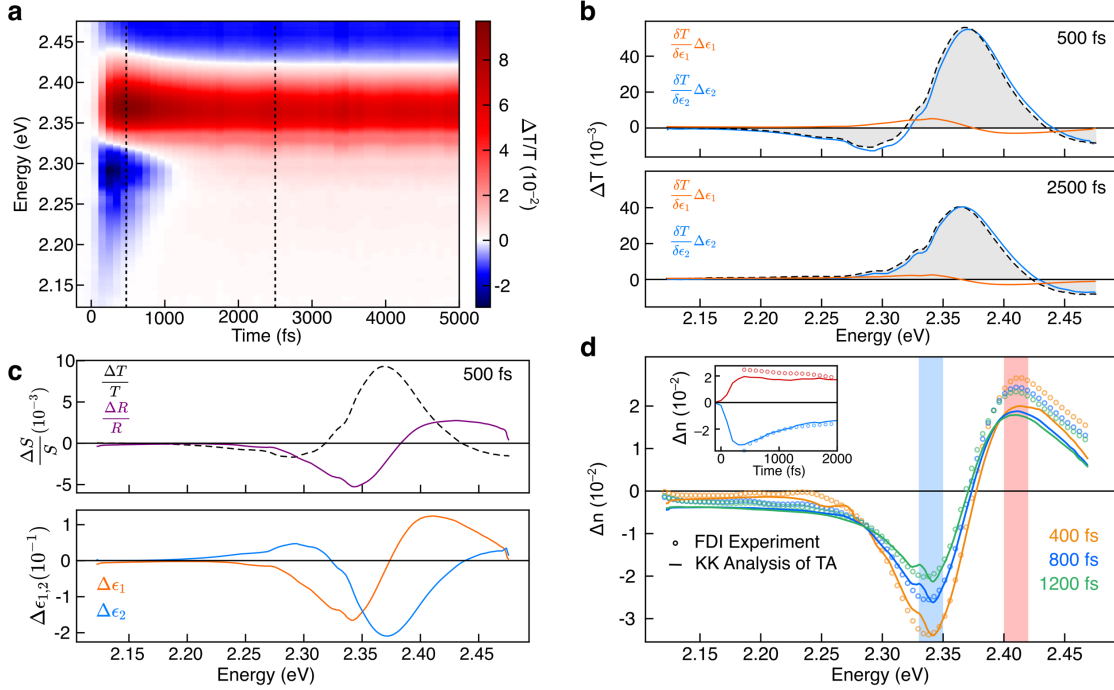 a
2.45
2.40
2.35
2.30
2.25
2.20
2.15
Energy (eV)
0
1000
2000
3000
4000
5000
Time (fs)
8
6
4
2
0
-2
ΔT/T (10⁻²)
b
δT/δϵ₁ Δϵ₁
δT/δϵ₂ Δϵ₂
500 fs
40
20
0
δT/δϵ₁ Δϵ₁
δT/δϵ₂ Δϵ₂
2500 fs
40
20
0
ΔT (10⁻³)
2.15
2.20
2.25
2.30
2.35
2.40
2.45
Energy (eV)
c
ΔT/T
ΔR/R
500 fs
10
5
0
-5
ΔS/S (10⁻³)
Δϵ₁
Δϵ₂
1
0
-1
-2
Δϵ₁,₂ (10⁻¹)
2.15
2.20
2.25
2.30
2.35
2.40
2.45
Energy (eV)
d
2
0
−2
Δn (10⁻²)
0
1000
2000
Time (fs)
2
1
0
-1
-2
-3
Δn (10⁻²)
FDI Experiment
KK Analysis of TA
400 fs
800 fs
1200 fs
2.15
2.20
2.25
2.30
2.35
2.40
2.45
Energy (eV)